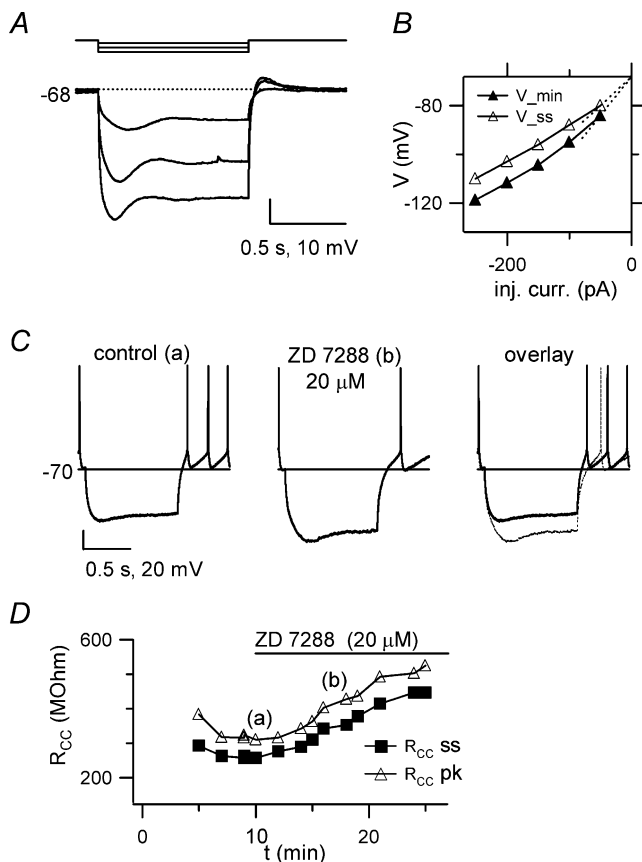 A
-68
0.5 s, 10 mV
B
V_min
V_ss
V (mV)
-80
-120
-200
0
inj. curr. (pA)
C
control (a)
ZD 7288 (b)
20 μM
overlay
-70
0.5 s, 20 mV
D
ZD 7288 (20 μM)
600
200
R_CC (MOhm)
(a)
(b)
R_CC ss
R_CC pk
0
10
20
t (min)